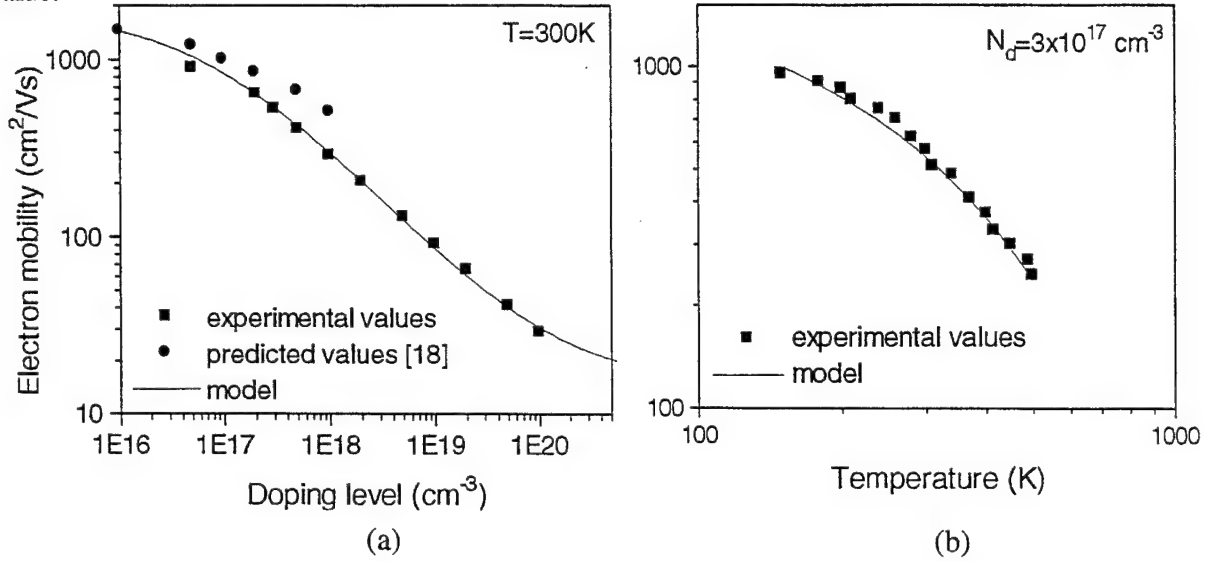 T=300K
1000
100
10
1E16 1E17 1E18 1E19 1E20
Electron mobility (cm²/Vs)
Doping level (cm⁻³)
experimental values
predicted values [18]
model
(a)
N_d=3x10¹⁷ cm⁻³
1000
100
100 1000
Temperature (K)
experimental values
model
(b)